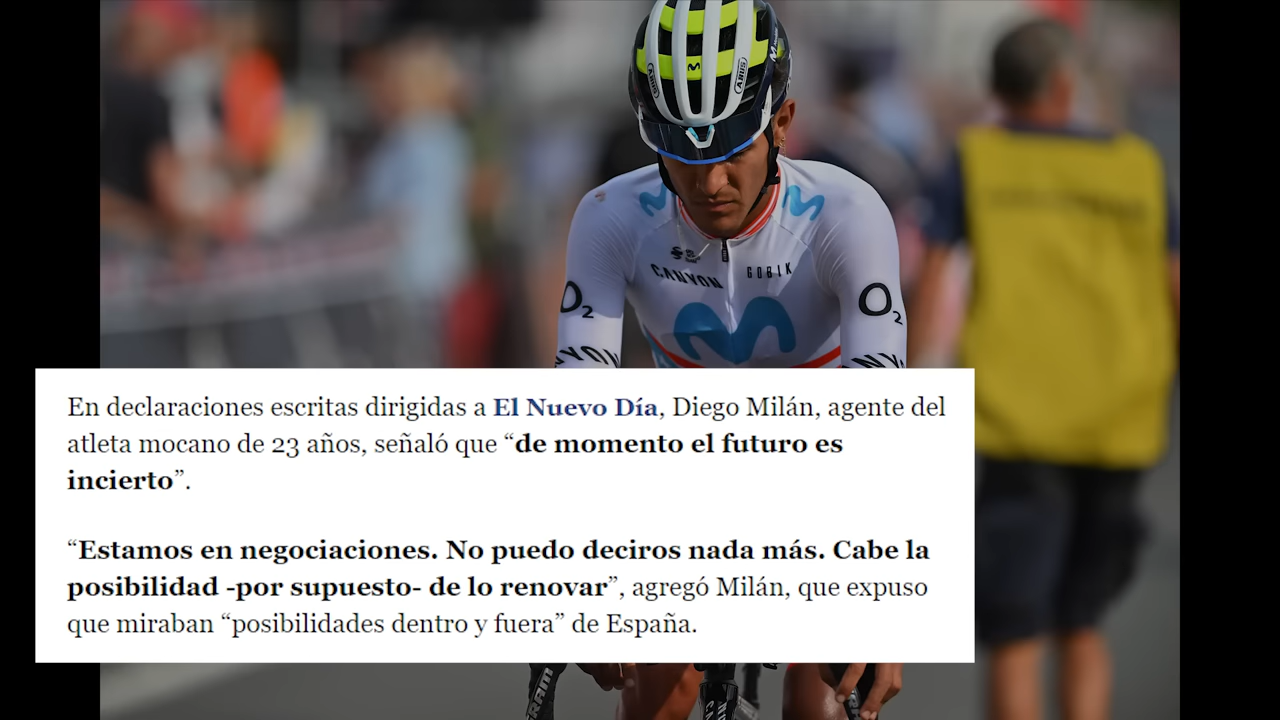 ABUS
ABUS
CANYON
GOBIK
O2
O2
En declaraciones escritas dirigidas a El Nuevo Día, Diego Milán, agente del
atleta mocano de 23 años, señaló que “de momento el futuro es
incierto”.
“Estamos en negociaciones. No puedo deciros nada más. Cabe la
posibilidad -por supuesto- de lo renovar”, agregó Milán, que expuso
que miraban “posibilidades dentro y fuera” de España.